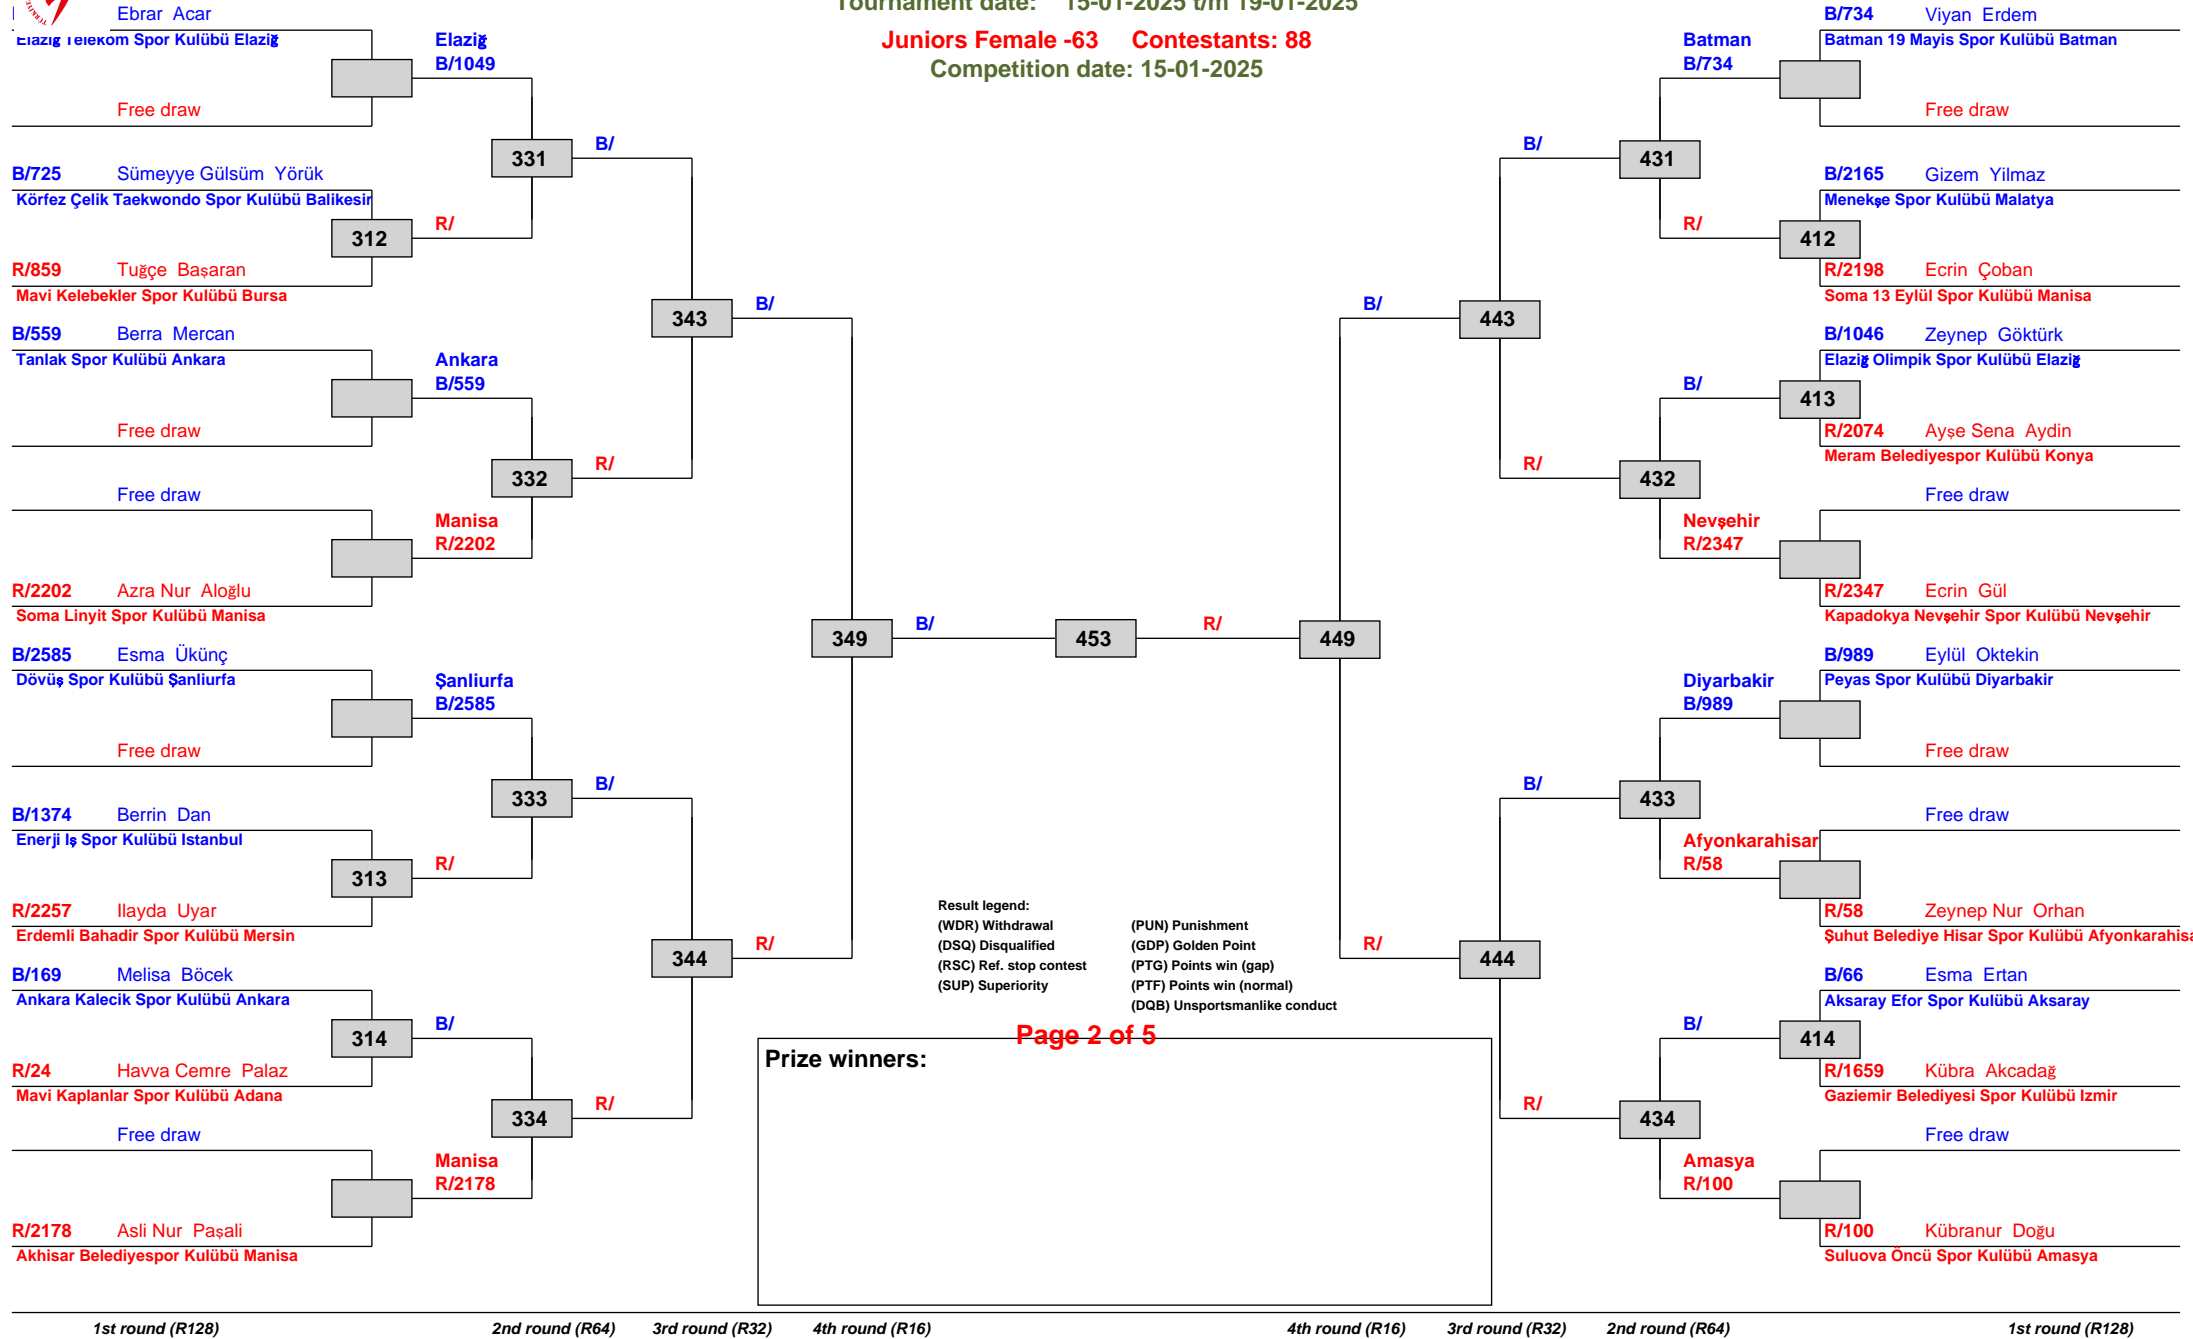 Tournament date: 15-01-2025 t/m 19-01-2025
Juniors Female -63 Contestants: 88
Competition date: 15-01-2025
Ebrar Acar
Elaziğ Telekom Spor Kulübü Elaziğ
Elaziğ
B/1049
Free draw
331
B/
B/725 Sümeyye Gülsüm Yörük
Körfez Çelik Taekwondo Spor Kulübü Balikesir
312
R/
R/859 Tuğçe Başaran
Mavi Kelebekler Spor Kulübü Bursa
343
B/
B/559 Berra Mercan
Tanlak Spor Kulübü Ankara
Ankara
B/559
Free draw
332
R/
Free draw
Manisa
R/2202
R/2202 Azra Nur Aloğlu
Soma Linyit Spor Kulübü Manisa
349
B/
453
R/
449
B/2585 Esma Ükünç
Dövüş Spor Kulübü Şanliurfa
Şanliurfa
B/2585
Free draw
333
B/
B/1374 Berrin Dan
Enerji Iş Spor Kulübü Istanbul
313
R/
R/2257 Ilayda Uyar
Erdemli Bahadir Spor Kulübü Mersin
344
R/
B/169 Melisa Böcek
Ankara Kalecik Spor Kulübü Ankara
314
B/
R/24 Havva Cemre Palaz
Mavi Kaplanlar Spor Kulübü Adana
334
R/
Free draw
Manisa
R/2178
R/2178 Asli Nur Paşali
Akhisar Belediyespor Kulübü Manisa
B/734 Viyan Erdem
Batman 19 Mayis Spor Kulübü Batman
Batman
B/734
Free draw
B/
431
B/2165 Gizem Yilmaz
Menekşe Spor Kulübü Malatya
R/
412
R/2198 Ecrin Çoban
Soma 13 Eylül Spor Kulübü Manisa
B/
443
B/1046 Zeynep Göktürk
Elaziğ Olimpik Spor Kulübü Elaziğ
B/
413
R/2074 Ayşe Sena Aydin
Meram Belediyespor Kulübü Konya
R/
432
Free draw
Nevşehir
R/2347
R/2347 Ecrin Gül
Kapadokya Nevşehir Spor Kulübü Nevşehir
B/989 Eylül Oktekin
Peyas Spor Kulübü Diyarbakir
Diyarbakir
B/989
Free draw
B/
433
Free draw
Afyonkarahisar
R/58
R/58 Zeynep Nur Orhan
Şuhut Belediye Hisar Spor Kulübü Afyonkarahisa
R/
444
B/66 Esma Ertan
Aksaray Efor Spor Kulübü Aksaray
B/
414
R/1659 Kübra Akcadağ
Gaziemir Belediyesi Spor Kulübü Izmir
R/
434
Free draw
Amasya
R/100
R/100 Kübranur Doğu
Suluova Öncü Spor Kulübü Amasya
Result legend:
(WDR) Withdrawal (PUN) Punishment
(DSQ) Disqualified (GDP) Golden Point
(RSC) Ref. stop contest (PTG) Points win (gap)
(SUP) Superiority (PTF) Points win (normal)
(DQB) Unsportsmanlike conduct
Page 2 of 5
Prize winners:
1st round (R128) 2nd round (R64) 3rd round (R32) 4th round (R16) 4th round (R16) 3rd round (R32) 2nd round (R64) 1st round (R128)